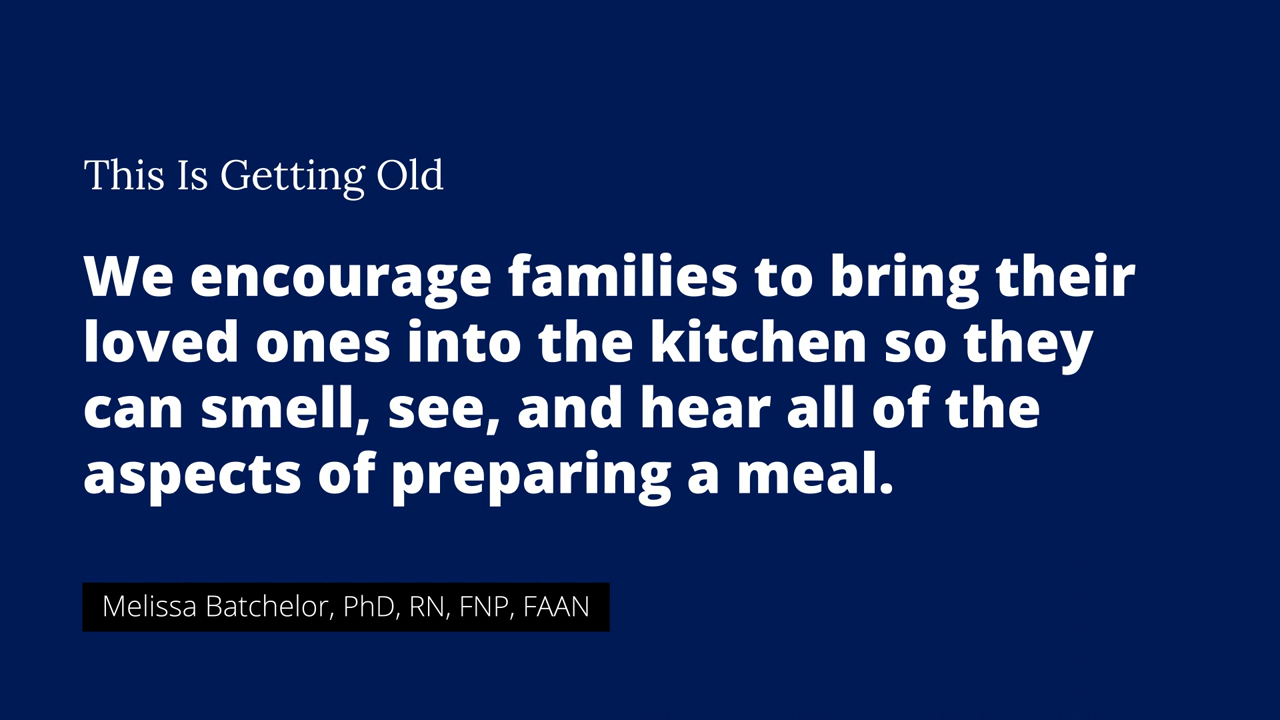 This Is Getting Old
We encourage families to bring their
loved ones into the kitchen so they
can smell, see, and hear all of the
aspects of preparing a meal.
Melissa Batchelor, PhD, RN, FNP, FAAN